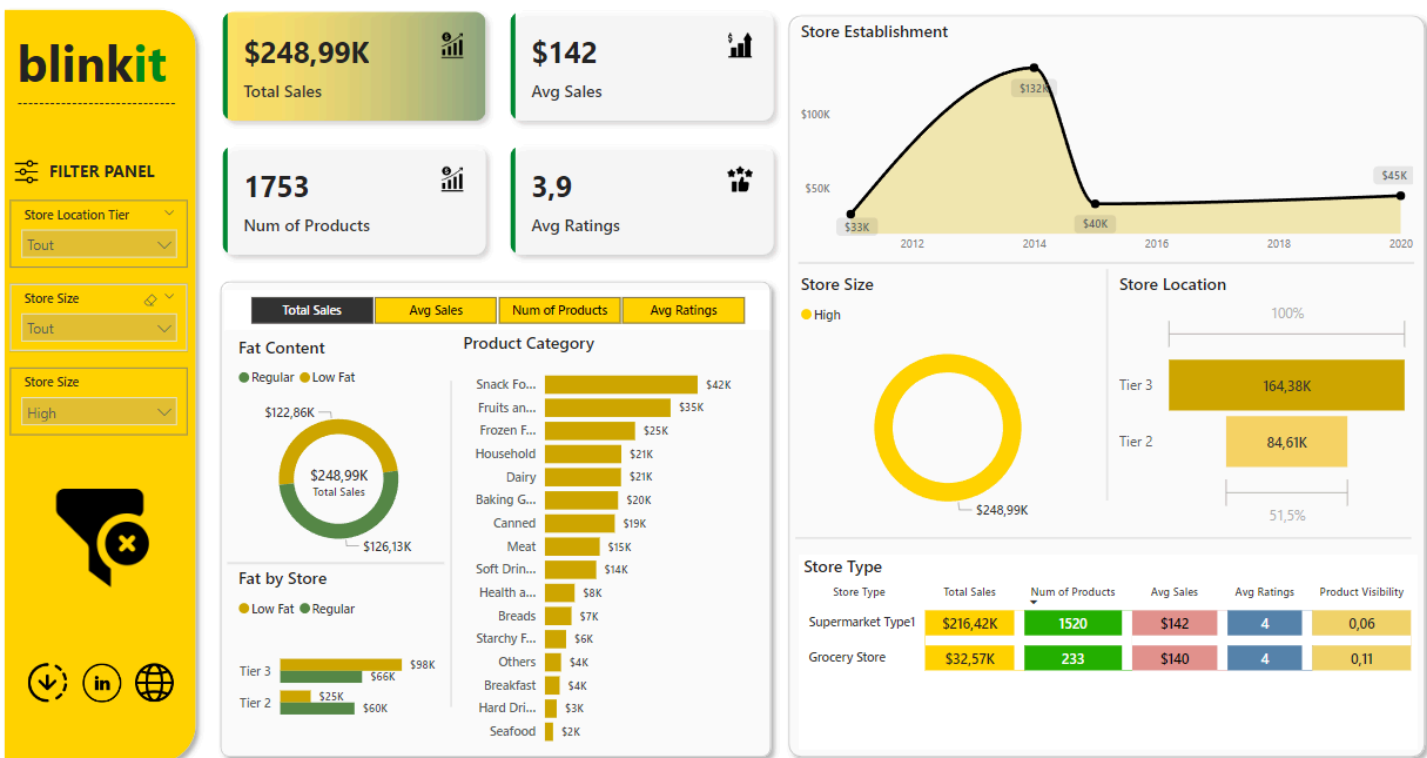 blinkit
FILTER PANEL
Store Location Tier
Tout
Store Size
Tout
Store Size
High
in
$248,99K
Total Sales
$142
Avg Sales
1753
Num of Products
3,9
Avg Ratings
Total Sales Avg Sales Num of Products Avg Ratings
Fat Content
Regular Low Fat
$122,86K
$248,99K
Total Sales
$126,13K
Fat by Store
Low Fat Regular
Tier 3 $98K
$66K
Tier 2 $25K
$60K
Product Category
Snack Fo... $42K
Fruits an... $35K
Frozen F... $25K
Household $21K
Dairy $21K
Baking G... $20K
Canned $19K
Meat $15K
Soft Drin... $14K
Health a... $8K
Breads $7K
Starchy F... $6K
Others $4K
Breakfast $4K
Hard Dri... $3K
Seafood $2K
Store Establishment
$132K
$100K
$50K
$45K
$33K
$40K
2012 2014 2016 2018 2020
Store Size
High
$248,99K
Store Location
100%
Tier 3 164,38K
Tier 2 84,61K
51,5%
Store Type
Store Type Total Sales Num of Products Avg Sales Avg Ratings Product Visibility
Supermarket Type1 $216,42K 1520 $142 4 0,06
Grocery Store $32,57K 233 $140 4 0,11